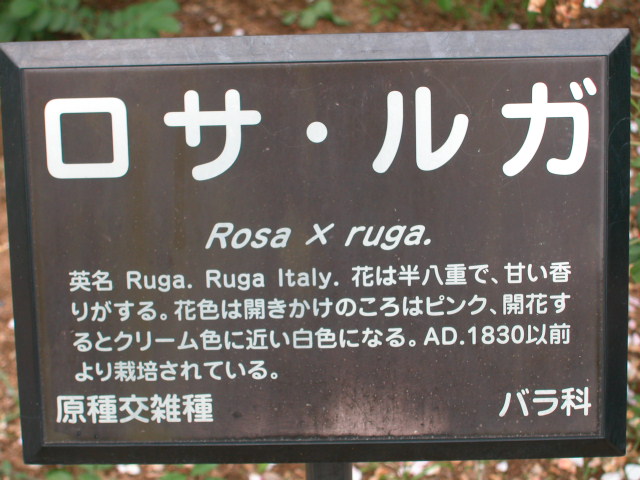 ロサ・ルガ
Rosa × ruga.
英名 Ruga. Ruga Italy. 花は半八重で、甘い香
りがする。花色は開きかけのころはピンク、開花す
るとクリーム色に近い白色になる。AD.1830以前
より栽培されている。
原種交雑種 バラ科